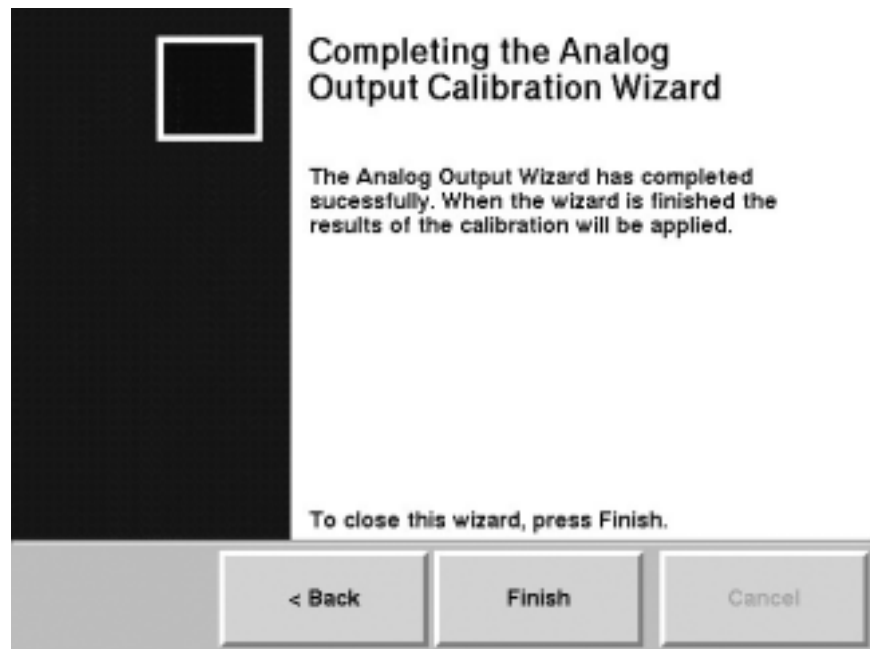 Completing the Analog
Output Calibration Wizard
The Analog Output Wizard has completed
sucessfully. When the wizard is finished the
results of the calibration will be applied.
To close this wizard, press Finish.
< Back
Finish
Cancel